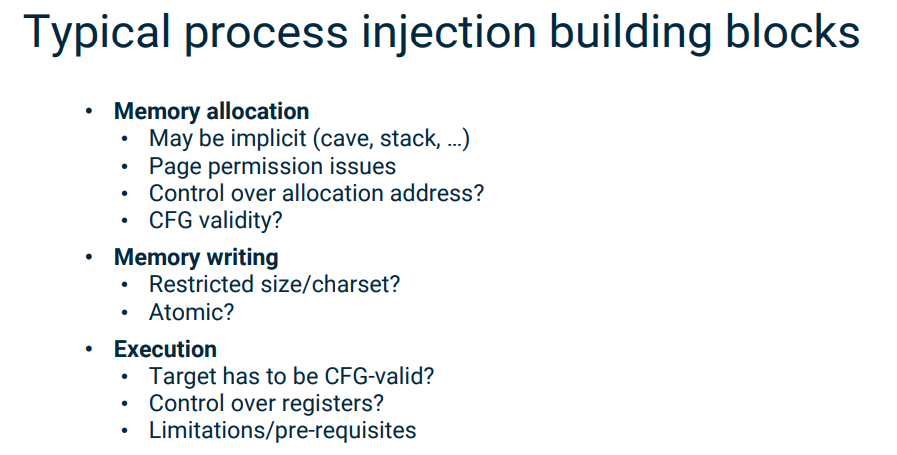 Typical process injection building blocks
• Memory allocation
• May be implicit (cave, stack, …)
• Page permission issues
• Control over allocation address?
• CFG validity?
• Memory writing
• Restricted size/charset?
• Atomic?
• Execution
• Target has to be CFG-valid?
• Control over registers?
• Limitations/pre-requisites